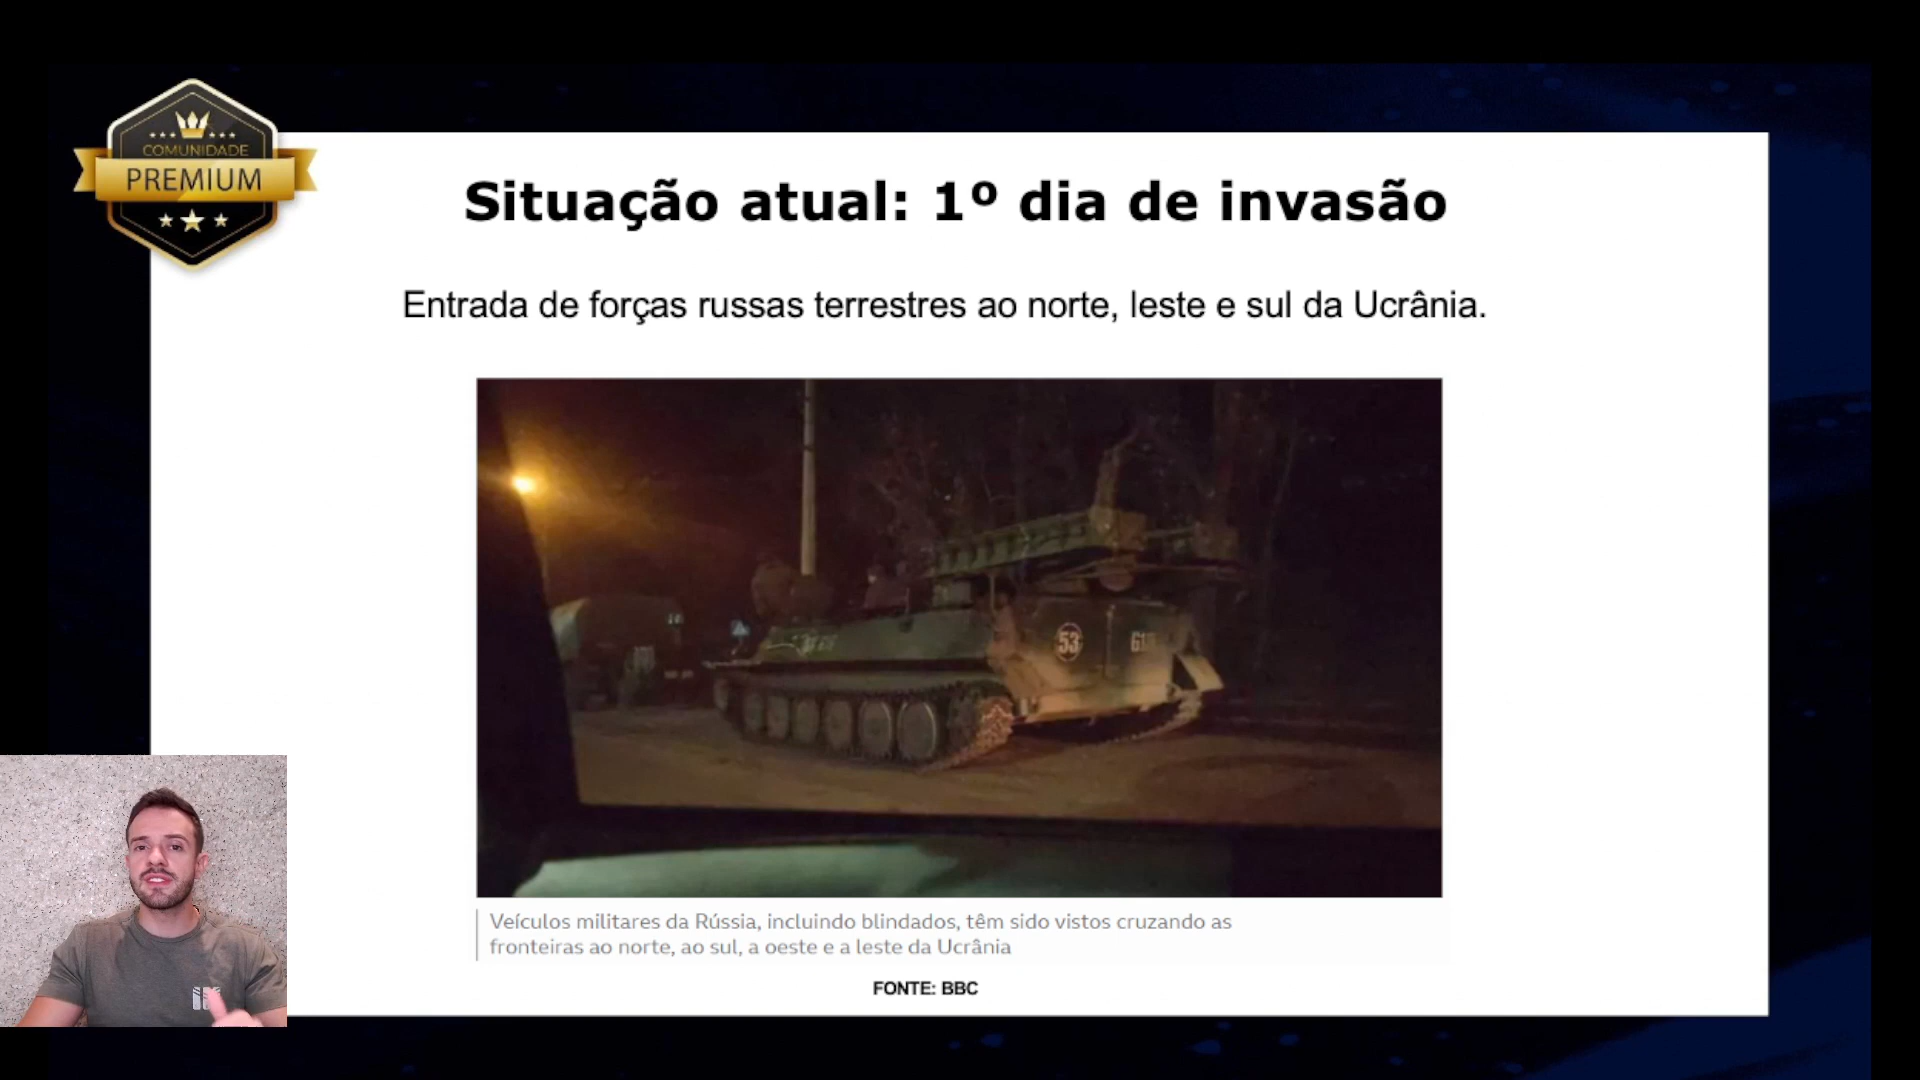 COMUNIDADE
PREMIUM
Situação atual: 1º dia de invasão
Entrada de forças russas terrestres ao norte, leste e sul da Ucrânia.
53
Veículos militares da Rússia, incluindo blindados, têm sido vistos cruzando as
fronteiras ao norte, ao sul, a oeste e a leste da Ucrânia
FONTE: BBC